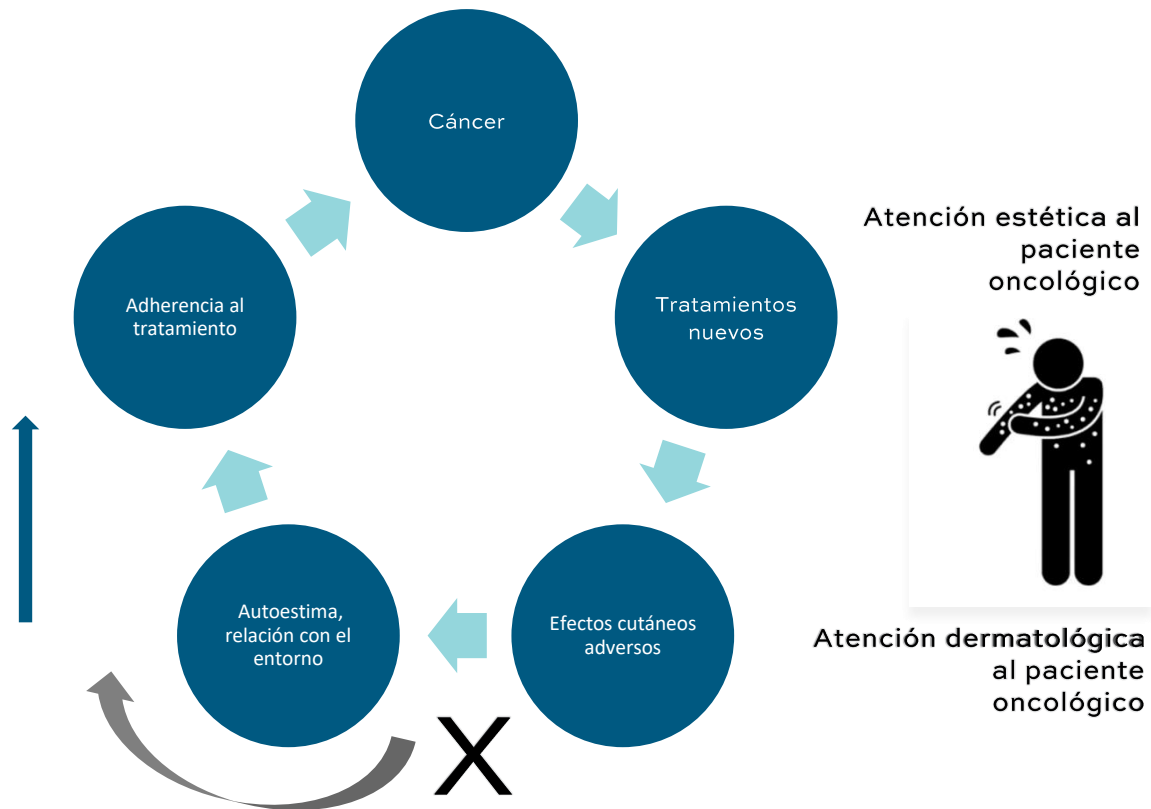 Cáncer
Tratamientos
nuevos
Efectos cutáneos
adversos
Autoestima,
relación con el
entorno
Adherencia al
tratamiento
X
Atención estética al
paciente
oncológico
Atención dermatológica
al paciente
oncológico